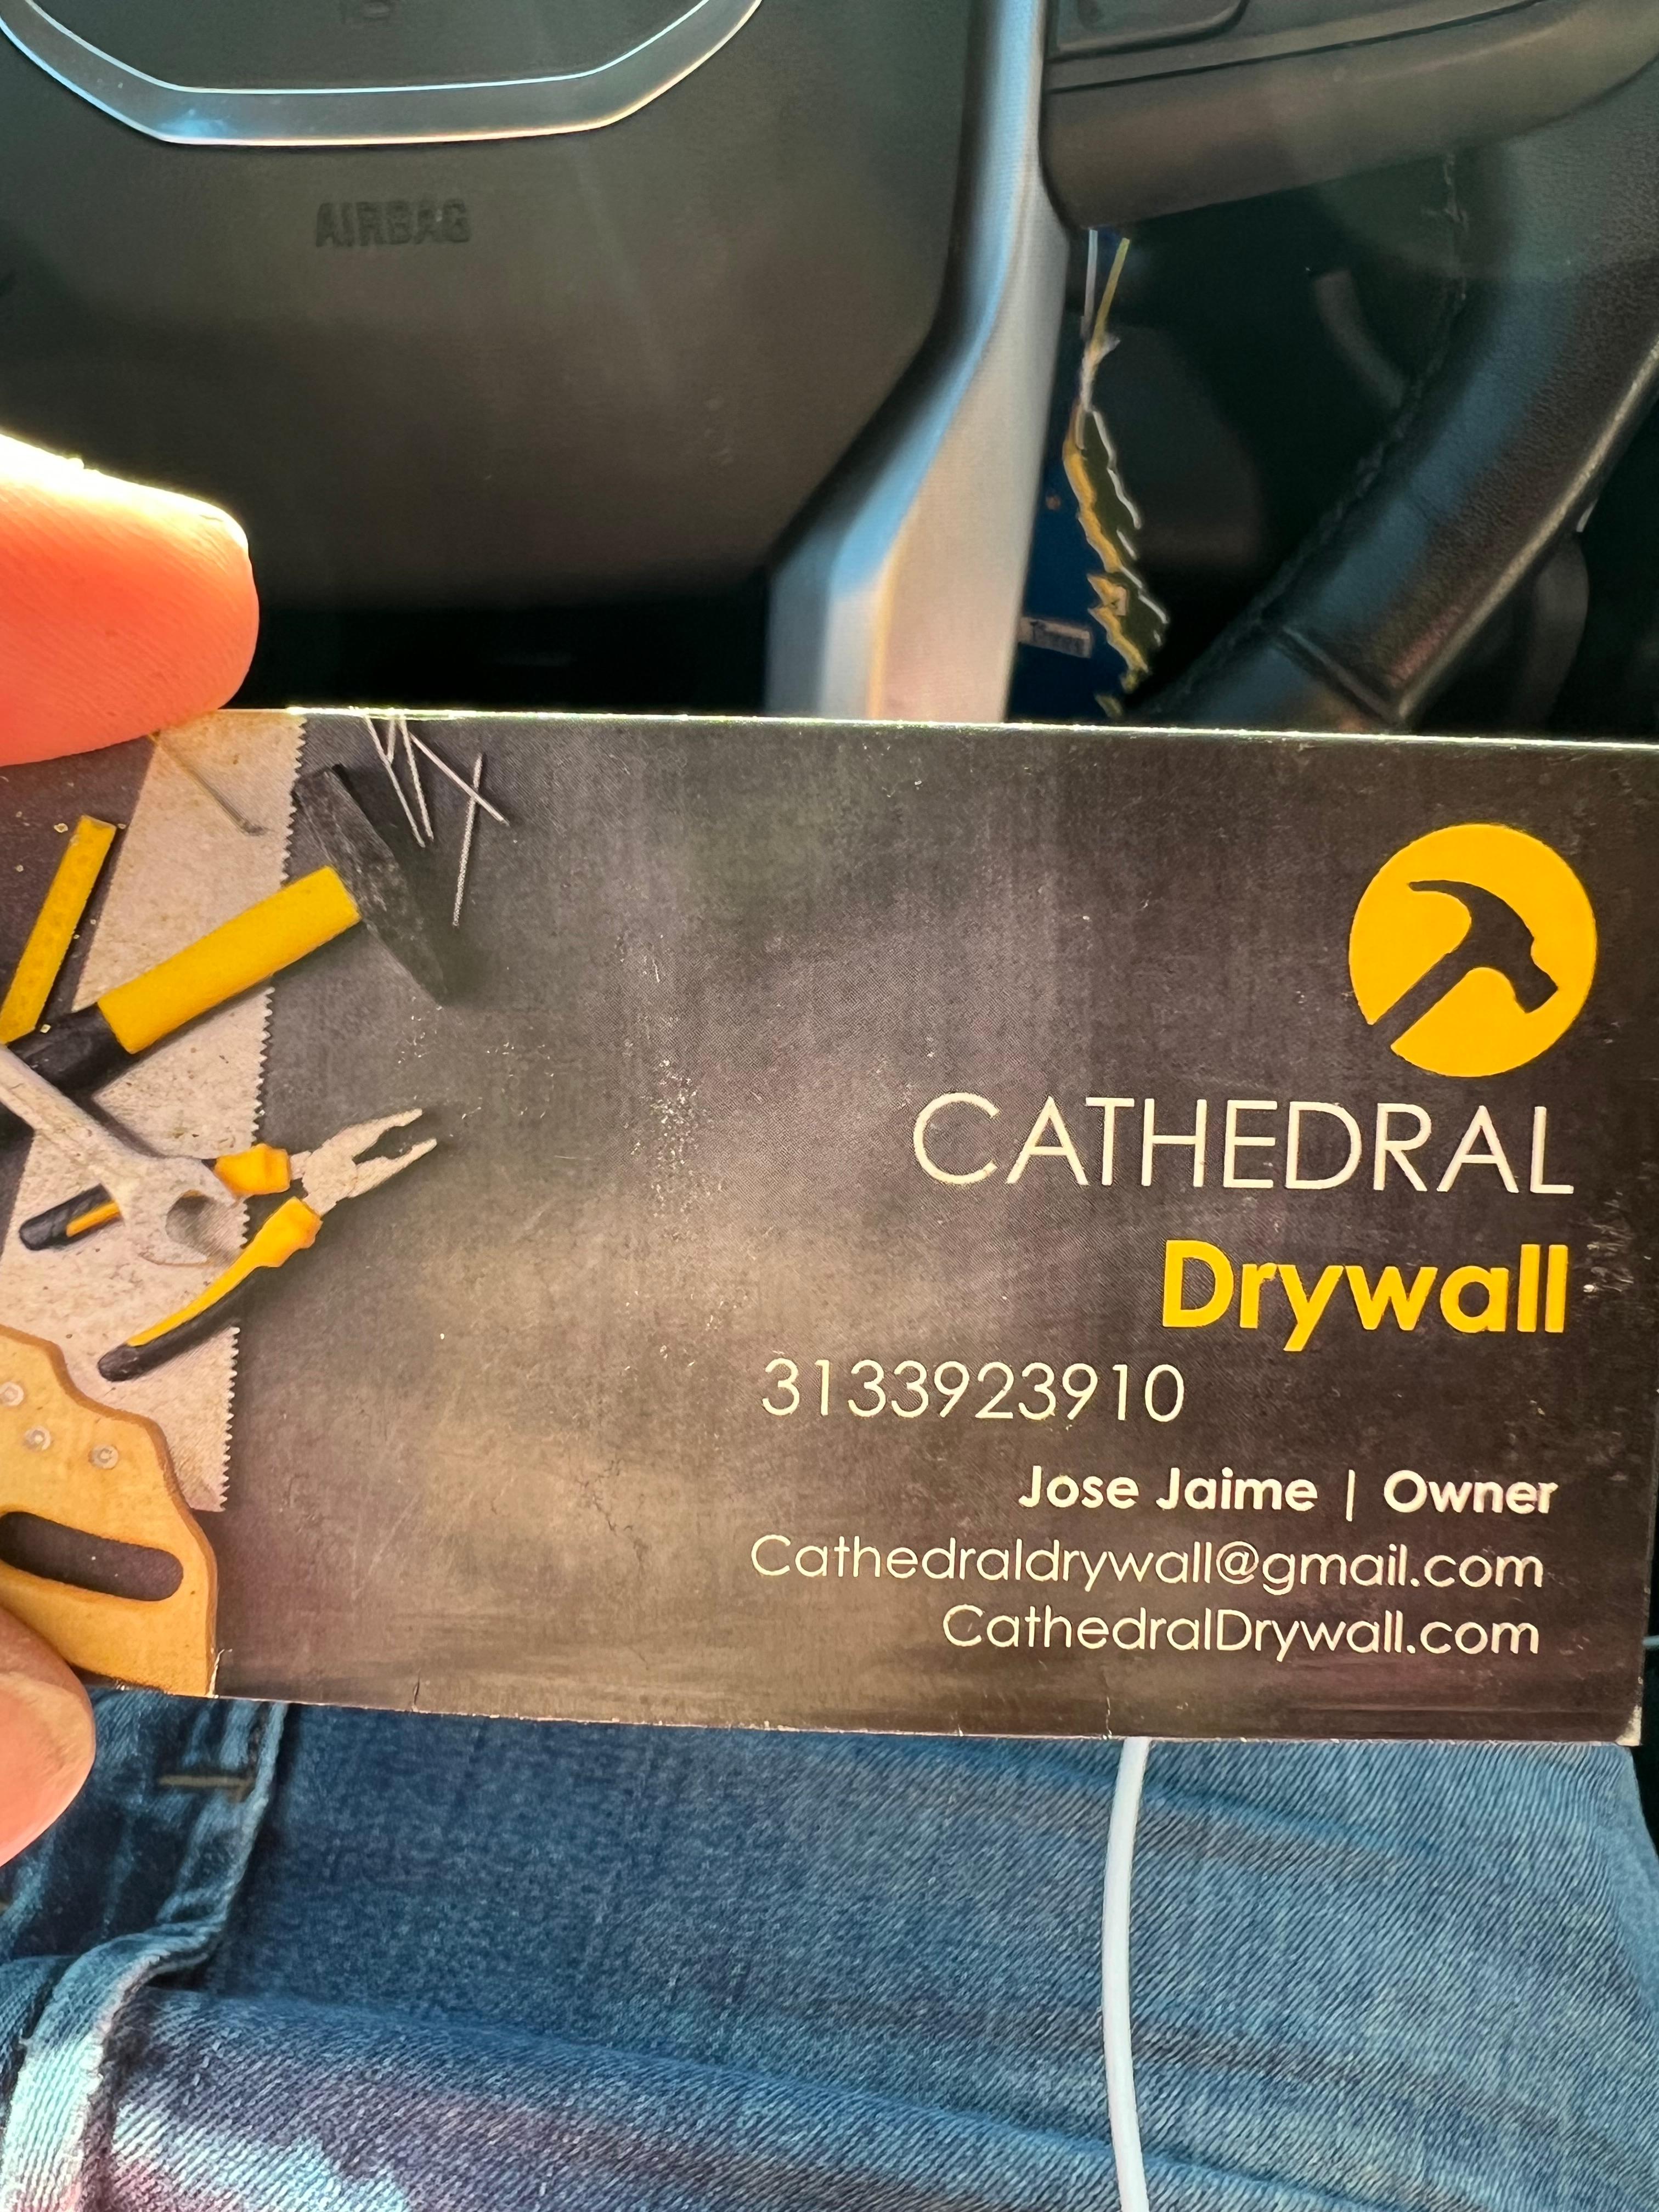 AIRBAG
CATHEDRAL
Drywall
3133923910
Jose Jaime | Owner
Cathedraldrywall@gmail.com
CathedralDrywall.com